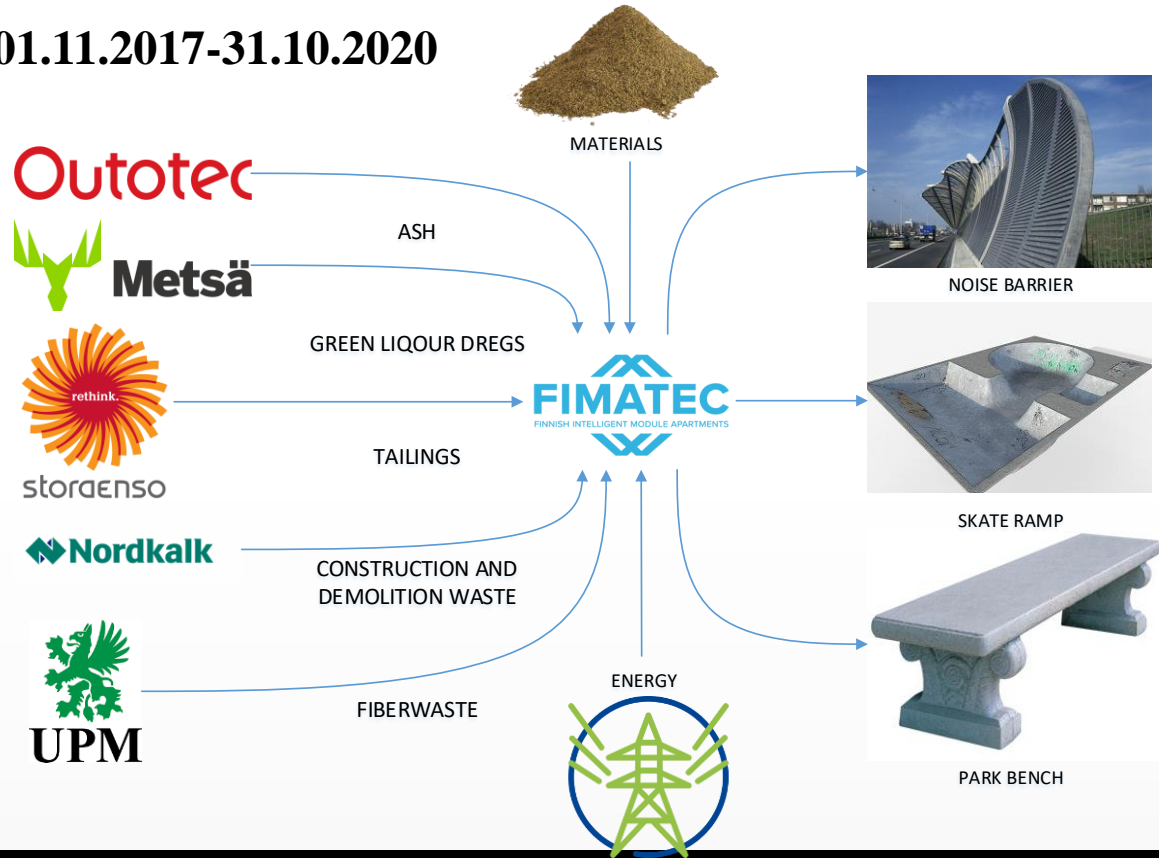 01.11.2017-31.10.2020
MATERIALS
Outotec
ASH
Metsä
NOISE BARRIER
GREEN LIQOUR DREGS
rethink.
FIMATEC
FINNISH INTELLIGENT MODULE APARTMENTS
TAILINGS
storaenso
SKATE RAMP
Nordkalk
CONSTRUCTION AND
DEMOLITION WASTE
ENERGY
FIBERWASTE
UPM
PARK BENCH